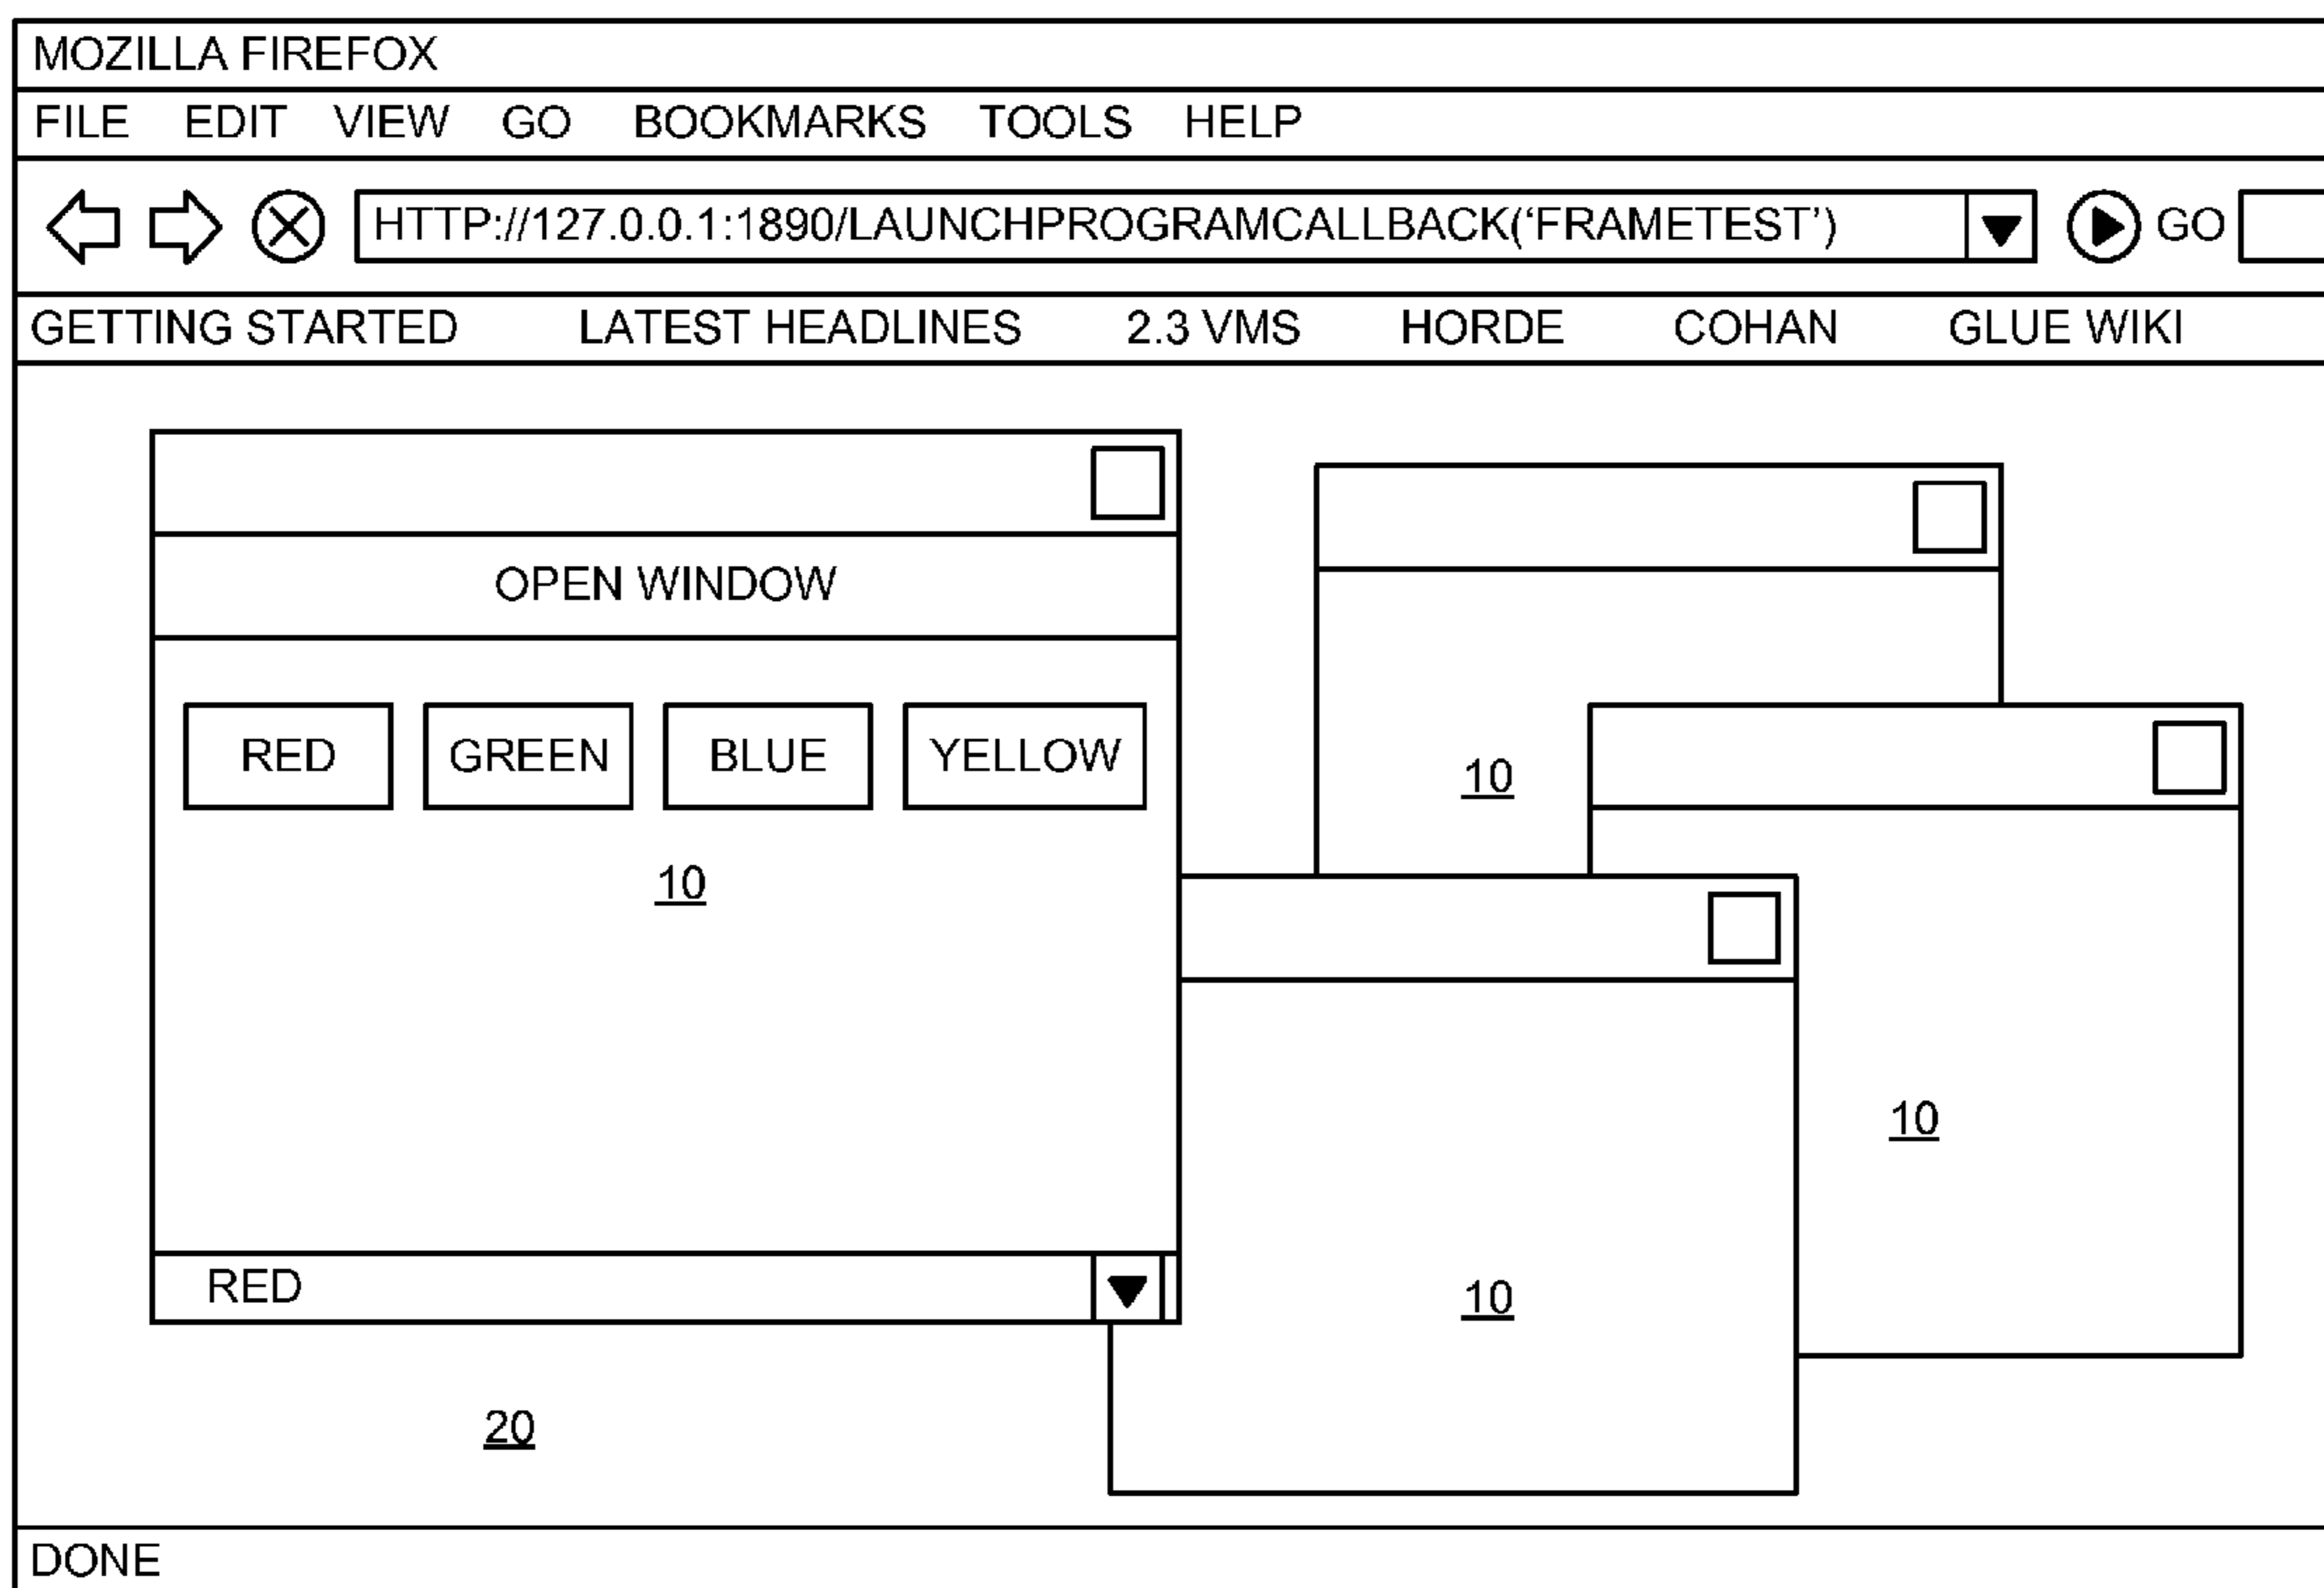 MOZILLA FIREFOX
FILE EDIT VIEW GO BOOKMARKS TOOLS HELP
HTTP://127.0.0.1:1890/LAUNCHPROGRAMCALLBACK(‘FRAMETEST’) GO
GETTING STARTED LATEST HEADLINES 2.3 VMS HORDE COHAN GLUE WIKI
OPEN WINDOW
RED GREEN BLUE YELLOW
10
10
10
10
RED
20
DONE